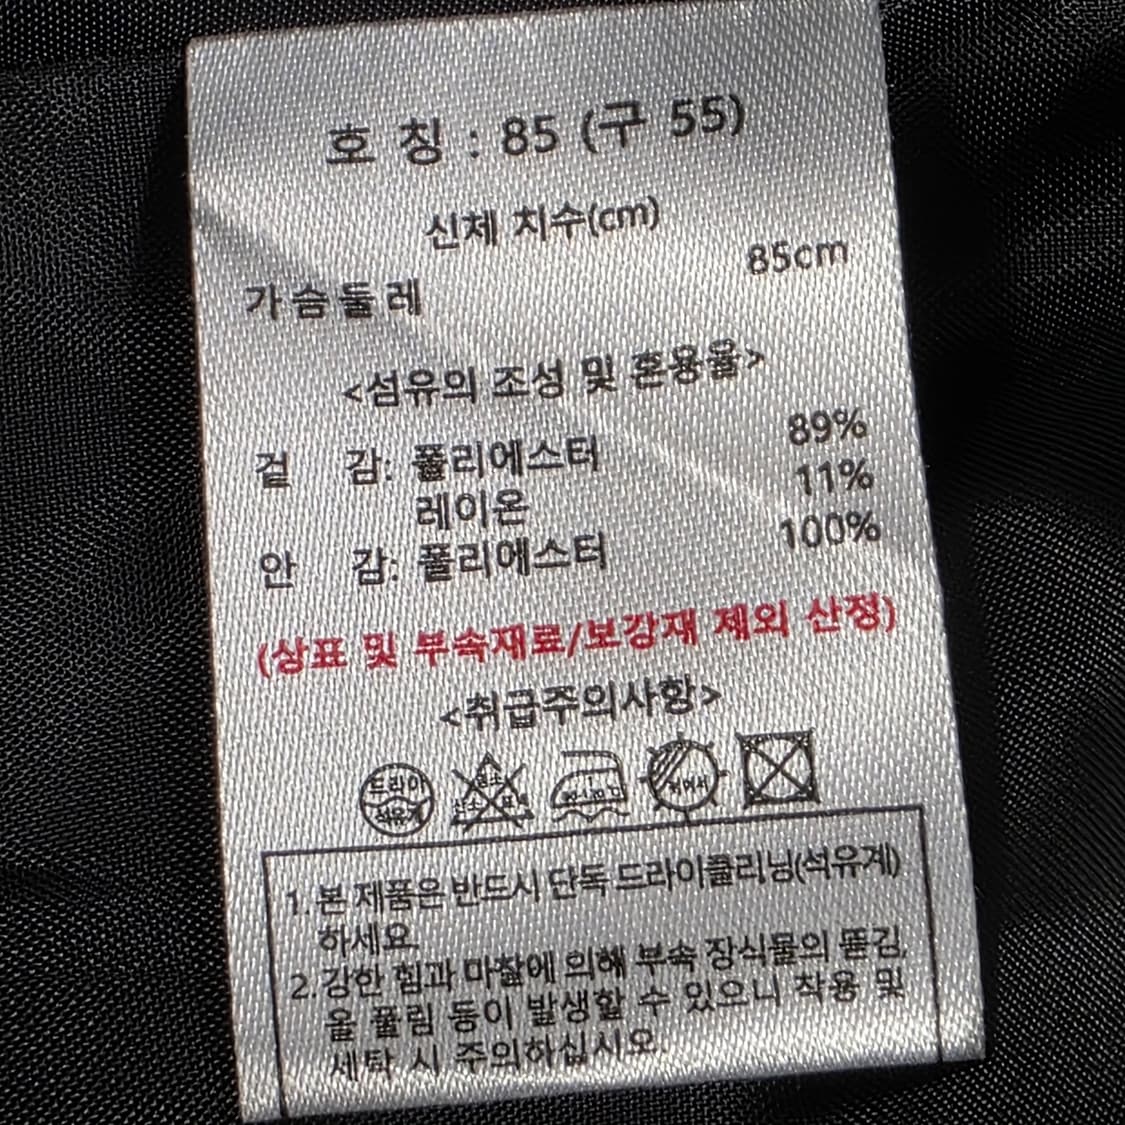 호 칭 : 85 (구 55)
신체 치수(cm)
가슴둘레 85cm
<섬유의 조성 및 혼용율>
겉 감: 폴리에스터 89%
레이온 11%
안 감: 폴리에스터 100%
(상표 및 부속재료/보강재 제외 산정)
<취급주의사항>
드라이
석유계
1. 본 제품은 반드시 단독 드라이클리닝(석유계)
하세요.
2. 강한 힘과 마찰에 의해 부속 장식물의 뜯김,
올 풀림 등이 발생할 수 있으니 착용 및
세탁 시 주의하십시오.